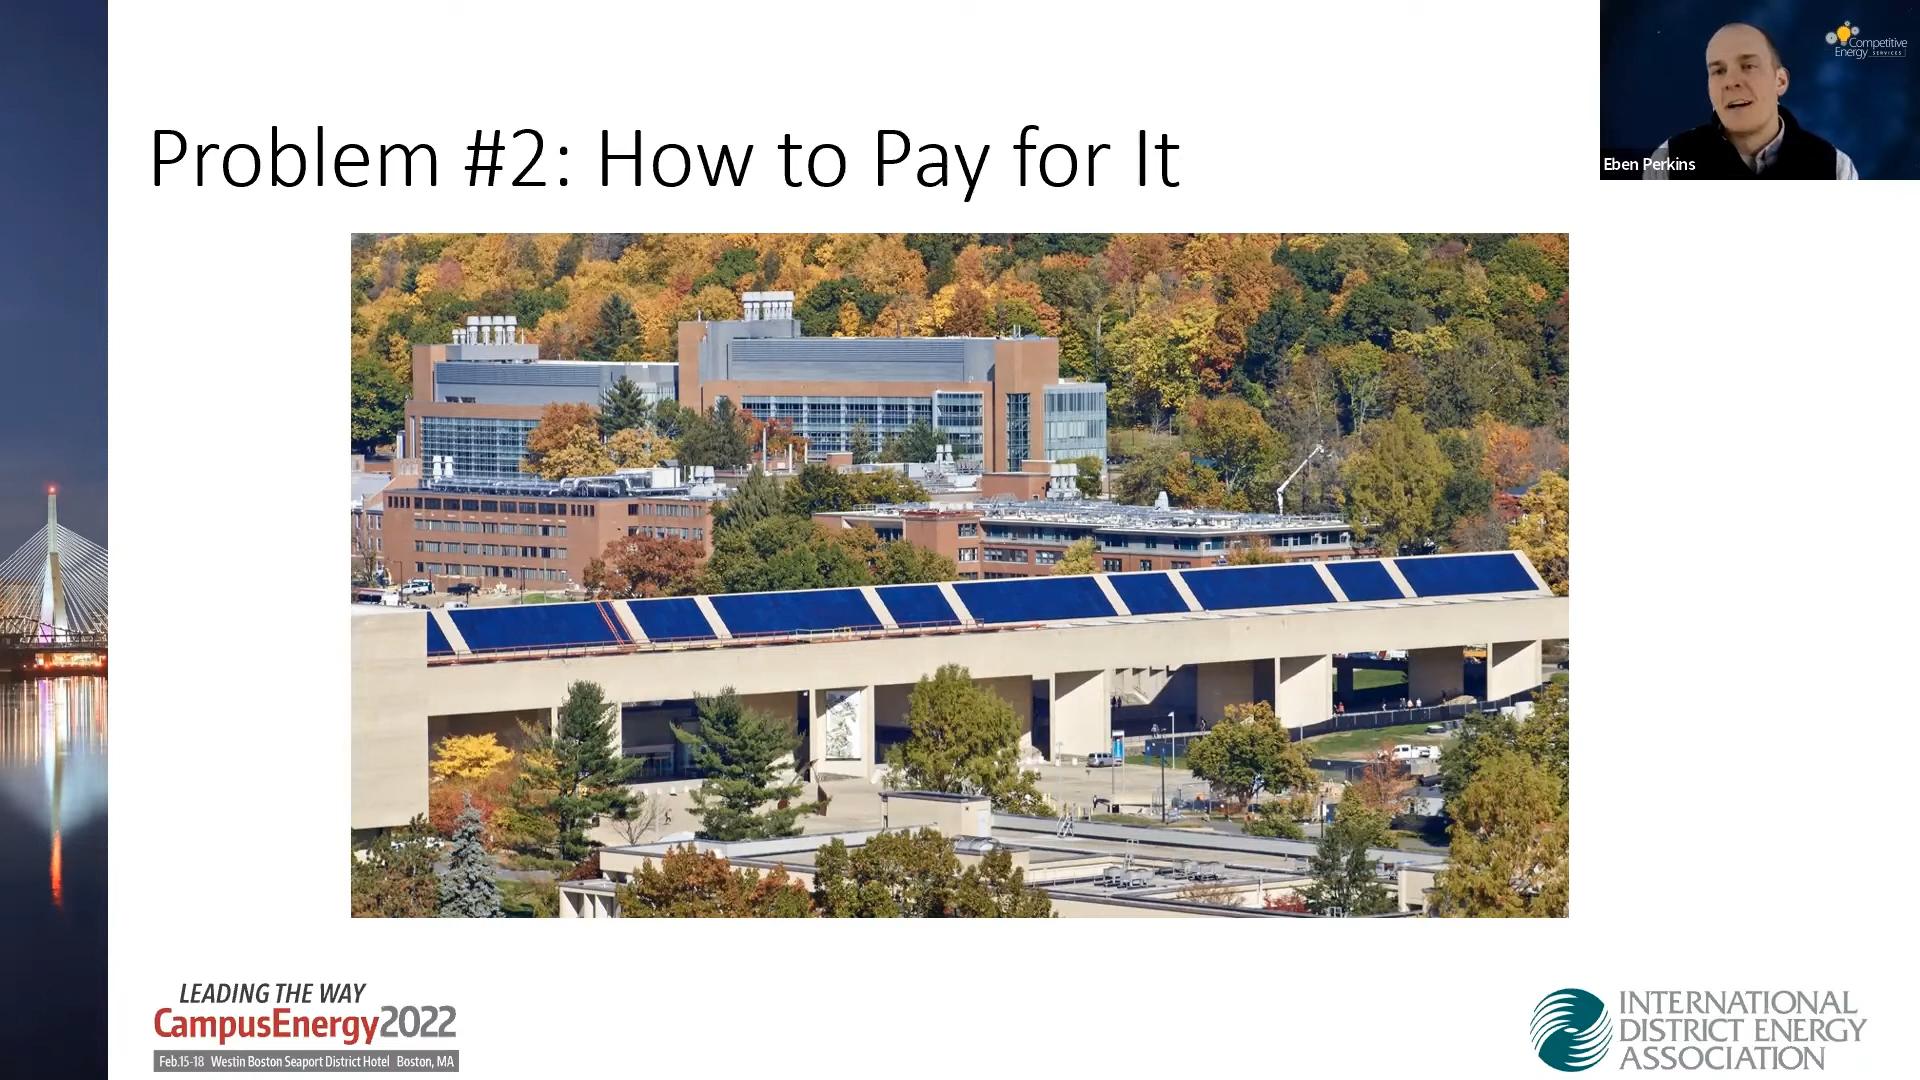 Problem #2: How to Pay for It
Competitive
Energy SERVICES
Eben Perkins
LEADING THE WAY
CampusEnergy2022
Feb.15-18 Westin Boston Seaport District Hotel Boston, MA
INTERNATIONAL
DISTRICT ENERGY
ASSOCIATION